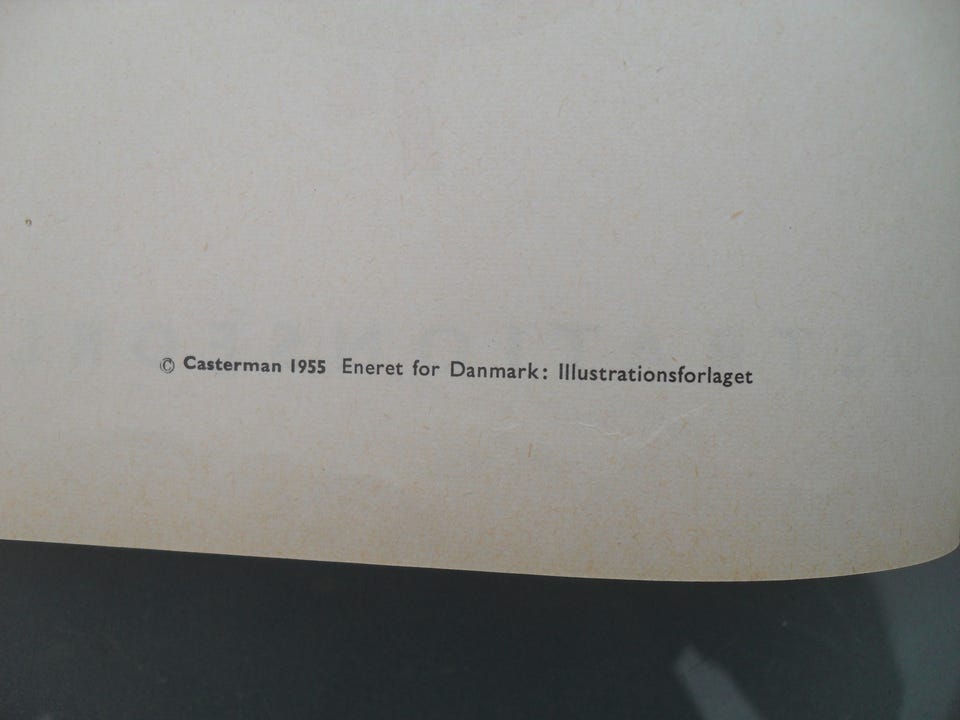 © Casterman 1955 Eneret for Danmark: Illustrationsforlaget